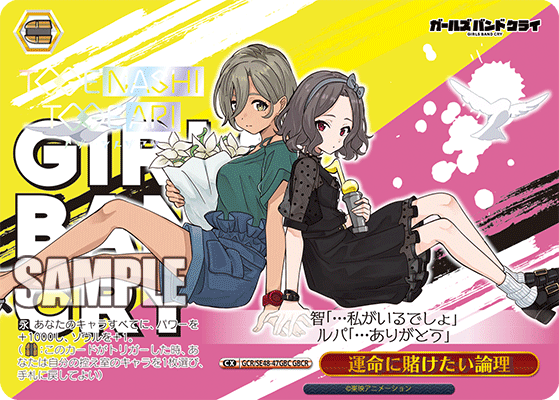 ガールズバンドクライ
GIRLS BAND CRY
TOGENASHI
TOGEARI
GIRLS
BAND
CRY
SAMPLE
智「…私がいるでしょ」
ルパ「…ありがとう」
永 あなたのキャラすべてに、パワーを
+1000し、ソウルを+1。
(　:このカードがトリガーした時、あ
なたは自分の控え室のキャラを1枚選び、
手札に戻してよい)
CX GCR/SE48-47GBC GBCR
運命に賭けたい論理
©東映アニメーション